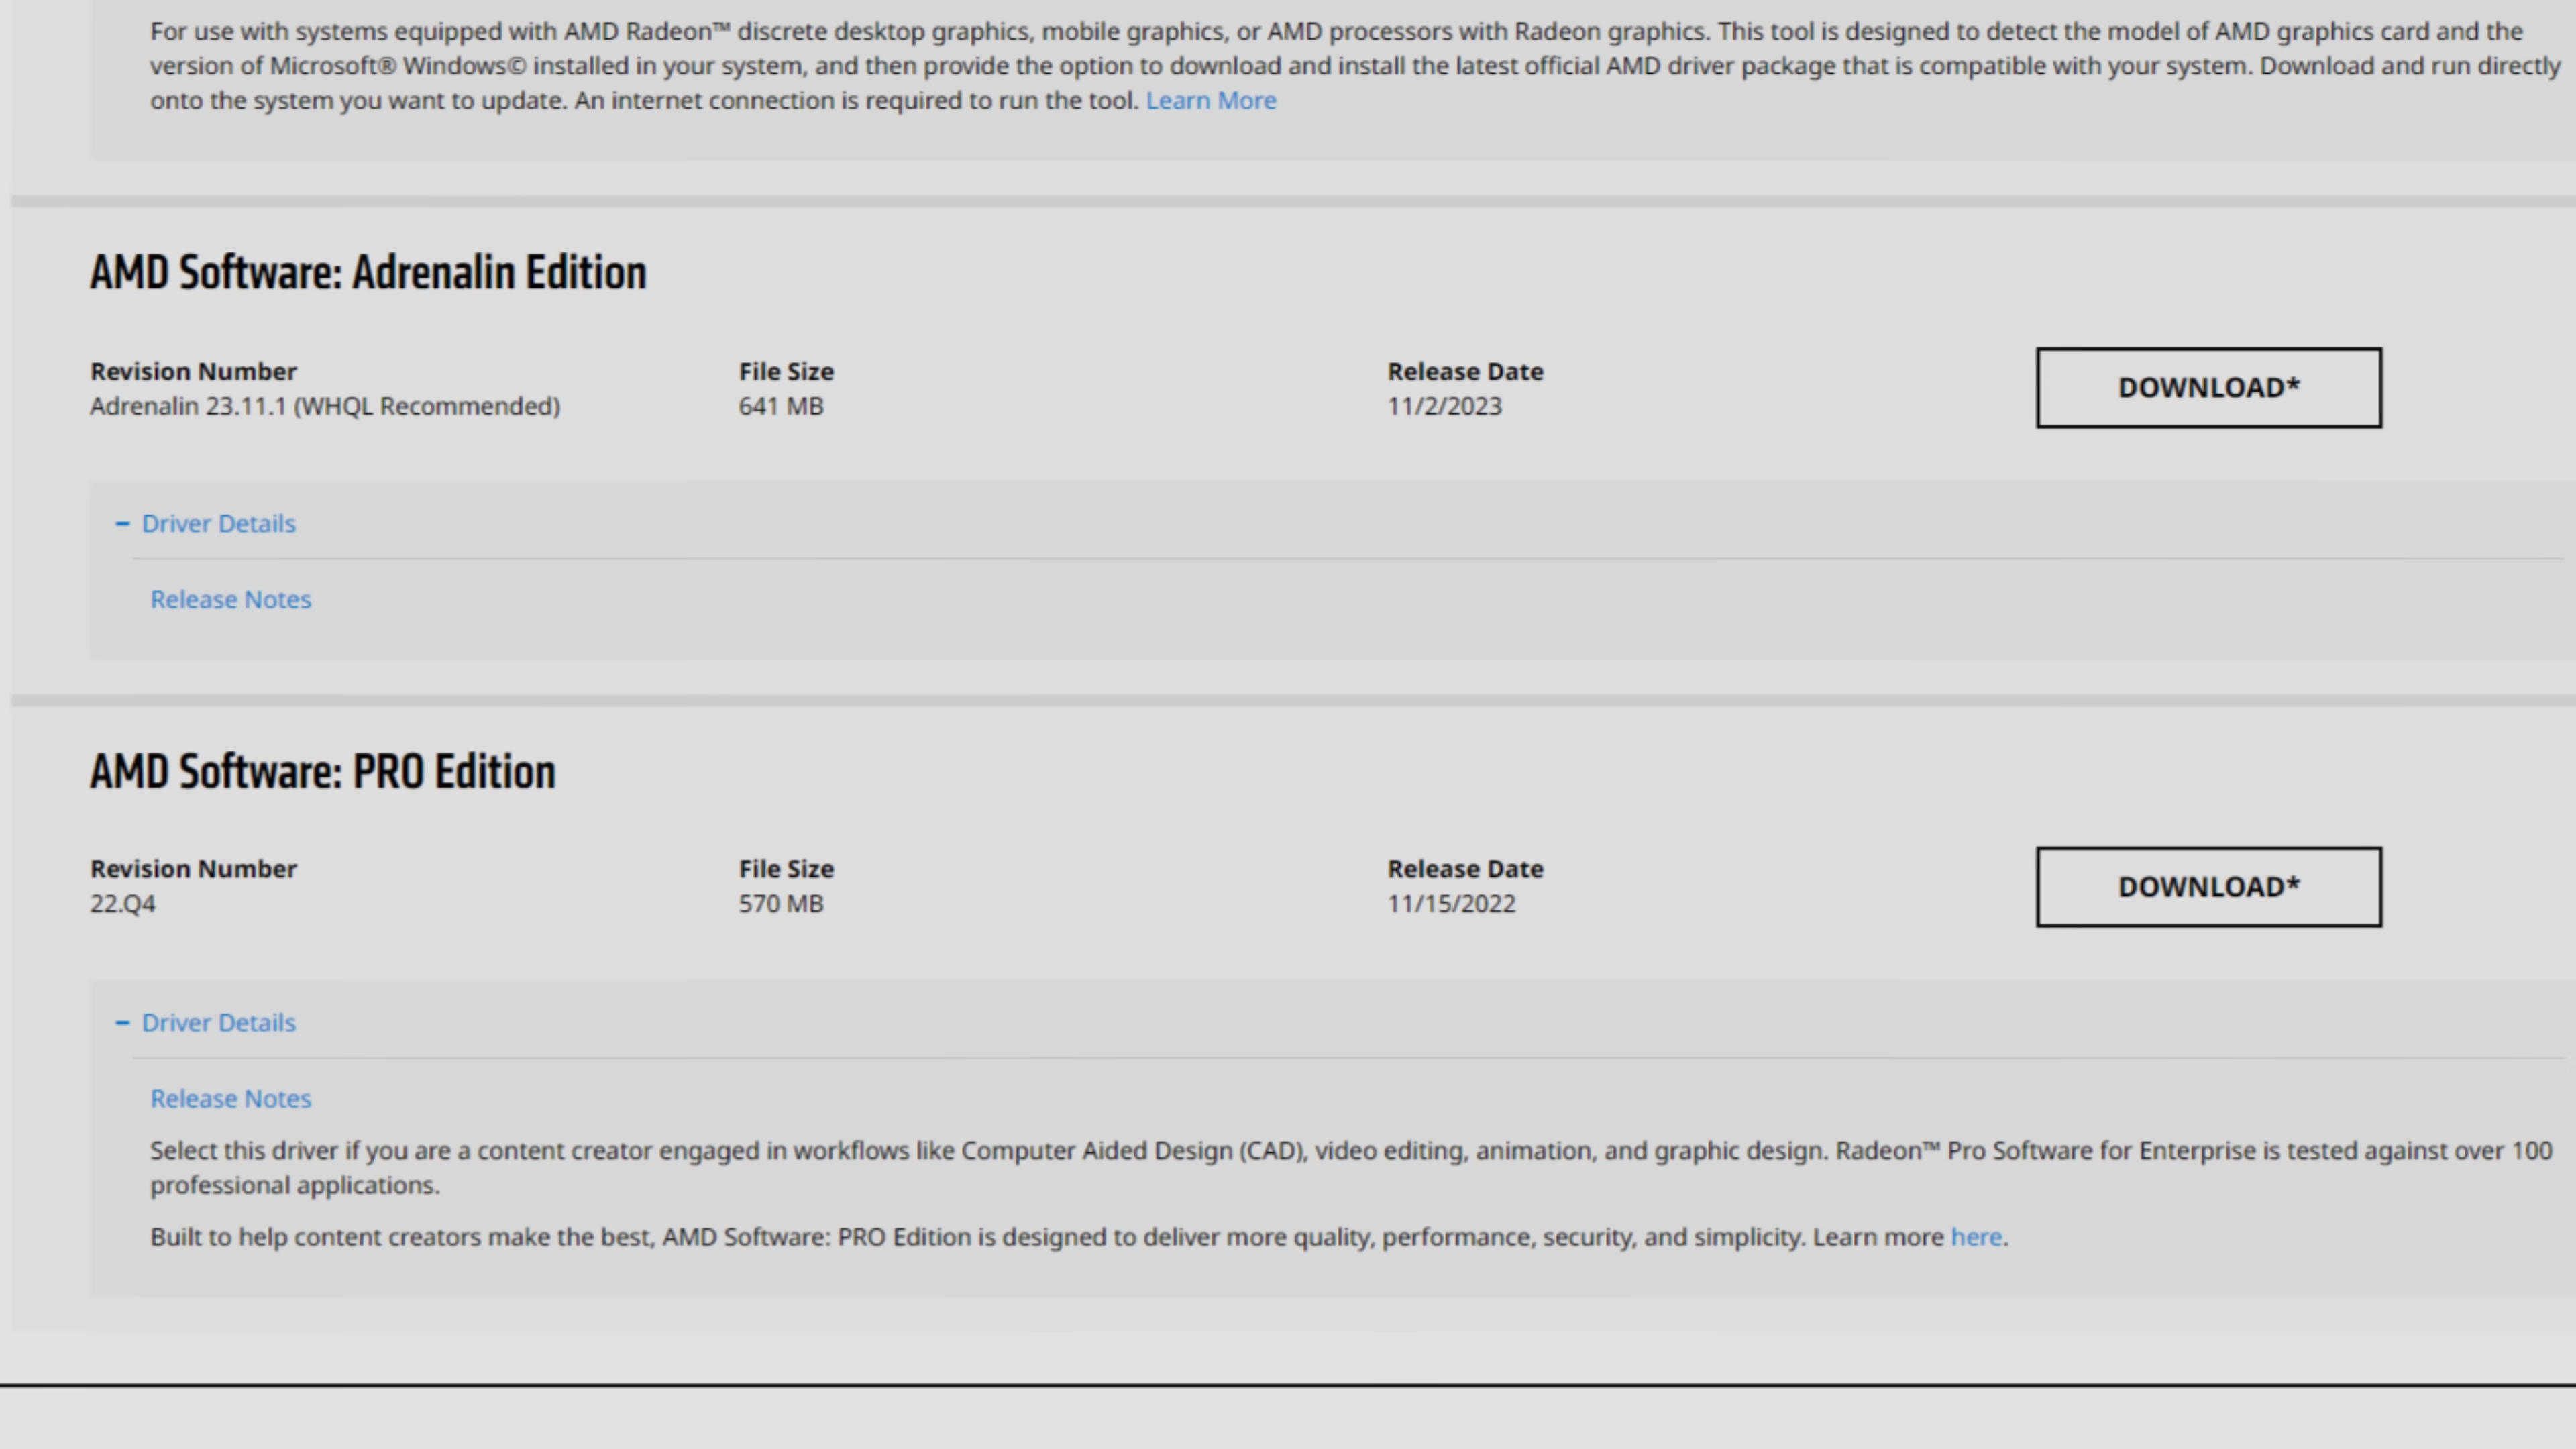 For use with systems equipped with AMD Radeon™ discrete desktop graphics, mobile graphics, or AMD processors with Radeon graphics. This tool is designed to detect the model of AMD graphics card and the
version of Microsoft® Windows© installed in your system, and then provide the option to download and install the latest official AMD driver package that is compatible with your system. Download and run directly
onto the system you want to update. An internet connection is required to run the tool. Learn More
AMD Software: Adrenalin Edition
Revision Number File Size Release Date
Adrenalin 23.11.1 (WHQL Recommended) 641 MB 11/2/2023
DOWNLOAD*
– Driver Details
Release Notes
AMD Software: PRO Edition
Revision Number File Size Release Date
22.Q4 570 MB 11/15/2022
DOWNLOAD*
– Driver Details
Release Notes
Select this driver if you are a content creator engaged in workflows like Computer Aided Design (CAD), video editing, animation, and graphic design. Radeon™ Pro Software for Enterprise is tested against over 100
professional applications.
Built to help content creators make the best, AMD Software: PRO Edition is designed to deliver more quality, performance, security, and simplicity. Learn more here.